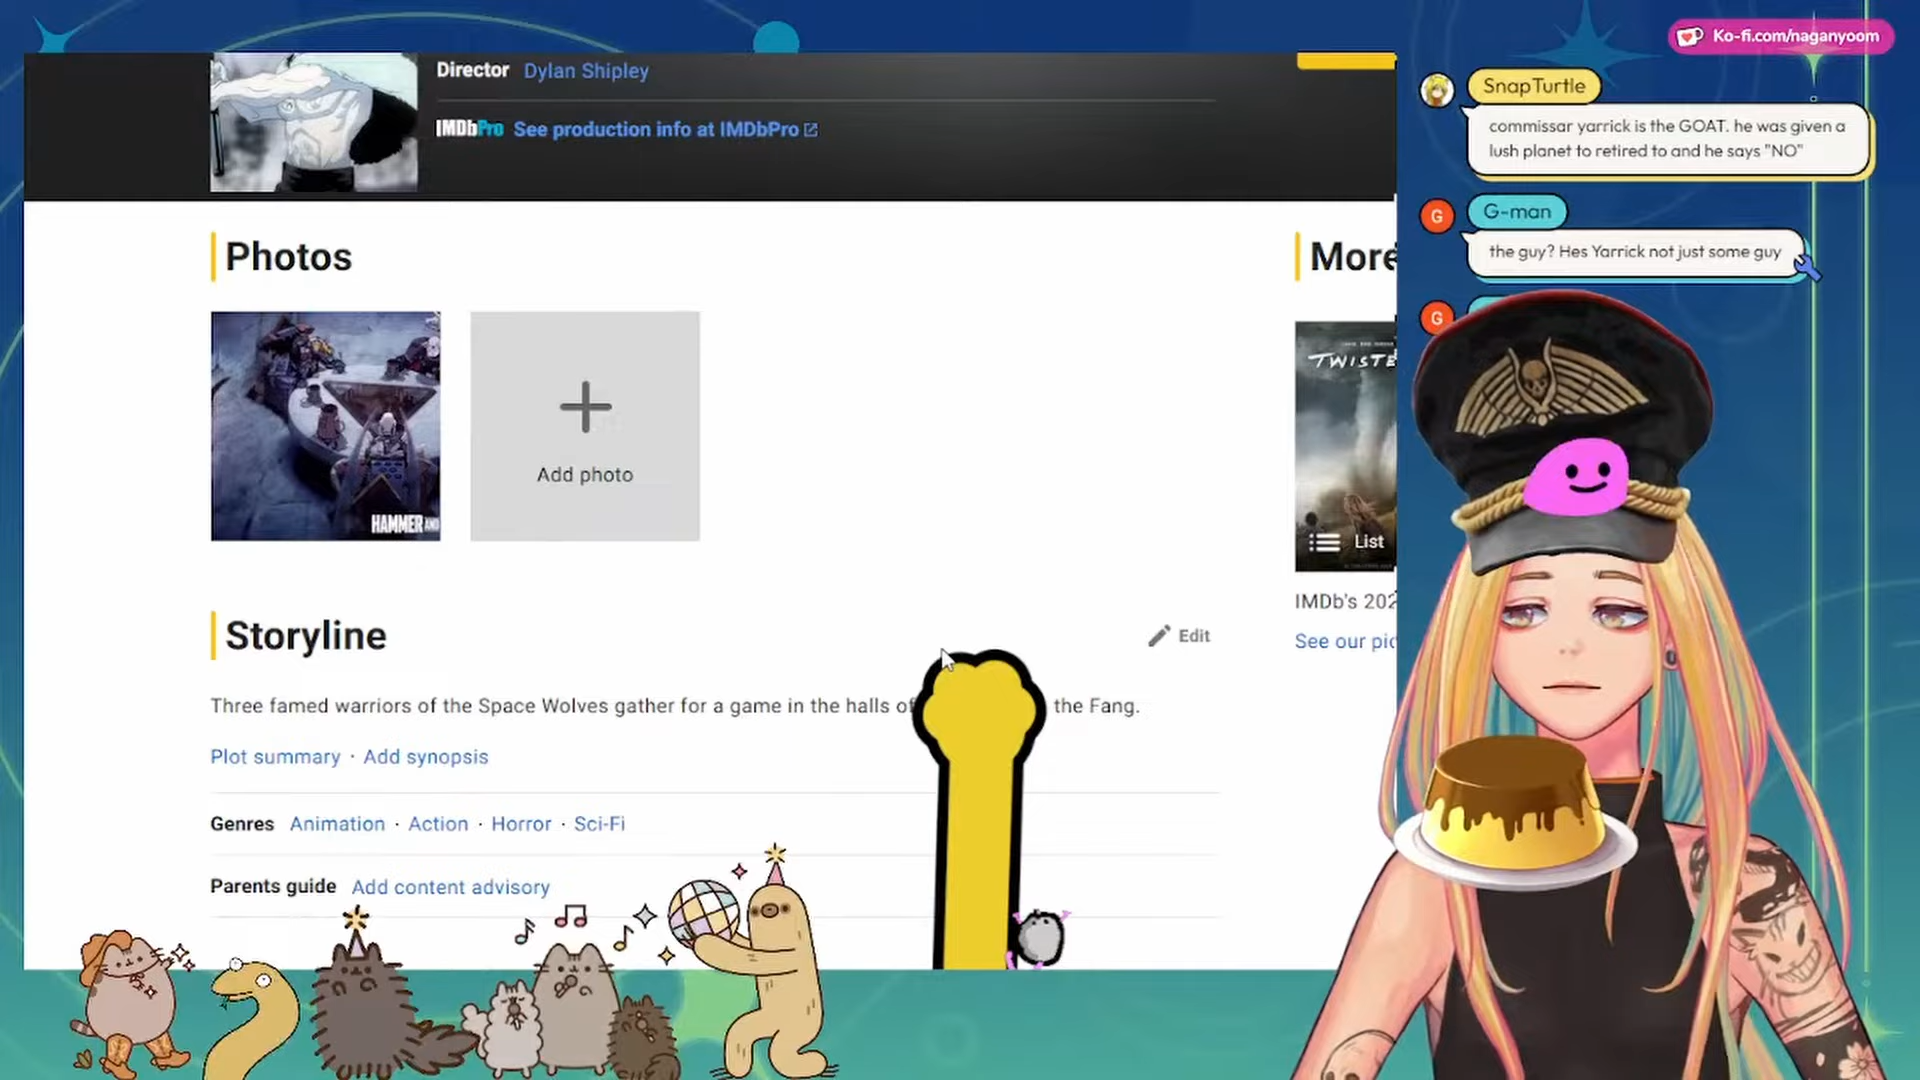 Ko-fi.com/naganyoom
Director Dylan Shipley
IMDbPro See production info at IMDbPro
Photos
HAMMER AND
Add photo
More
TWISTE
List
IMDb's 202
See our pic
Storyline
Edit
Three famed warriors of the Space Wolves gather for a game in the halls of the Fang.
Plot summary · Add synopsis
Genres Animation · Action · Horror · Sci-Fi
Parents guide Add content advisory
SnapTurtle
commissar yarrick is the GOAT. he was given a
lush planet to retired to and he says "NO"
G
G-man
the guy? Hes Yarrick not just some guy
G